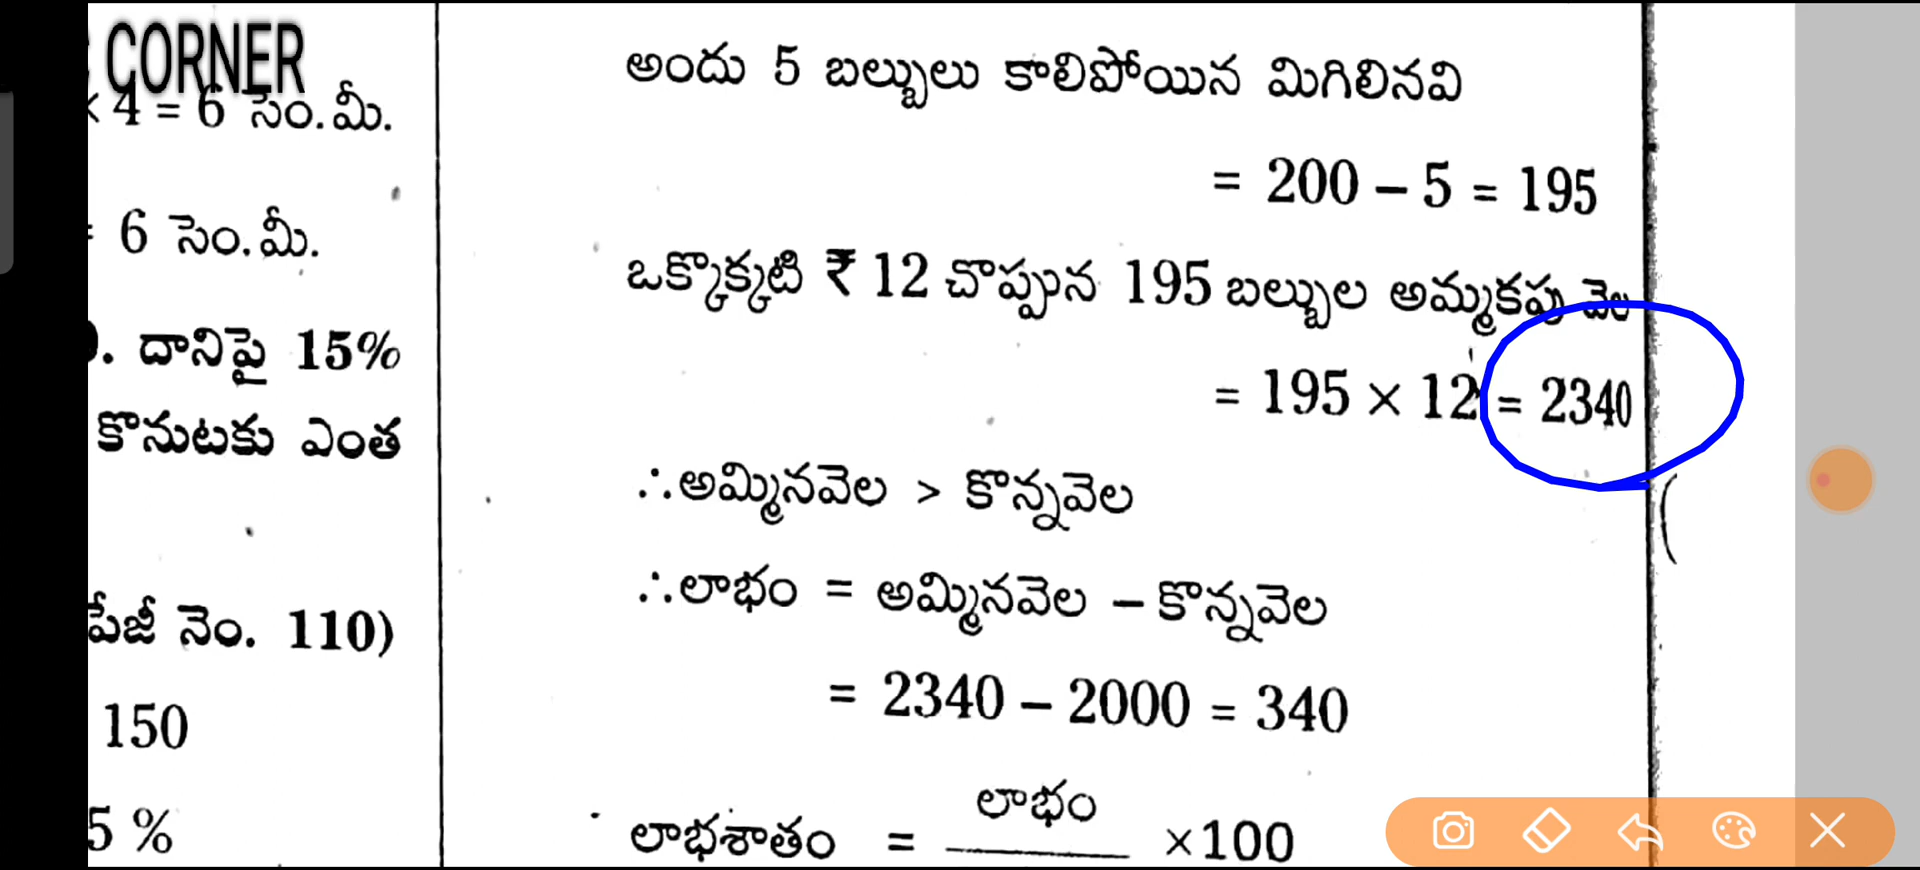 CORNER
× 4 = 6 సెం.మీ.
= 6 సెం.మీ.
. దానిపై 15%
కొనుటకు ఎంత
పేజీ నెం. 110)
150
5 %
అందు 5 బల్బులు కాలిపోయిన మిగిలినవి
= 200 – 5 = 195
ఒక్కొక్కటి ₹ 12 చొప్పున 195 బల్బుల అమ్మకపు వెల
= 195 × 12 = 2340
∴అమ్మినవెల > కొన్నవెల
∴లాభం = అమ్మినవెల – కొన్నవెల
= 2340 – 2000 = 340
లాభశాతం = లాభం ×100